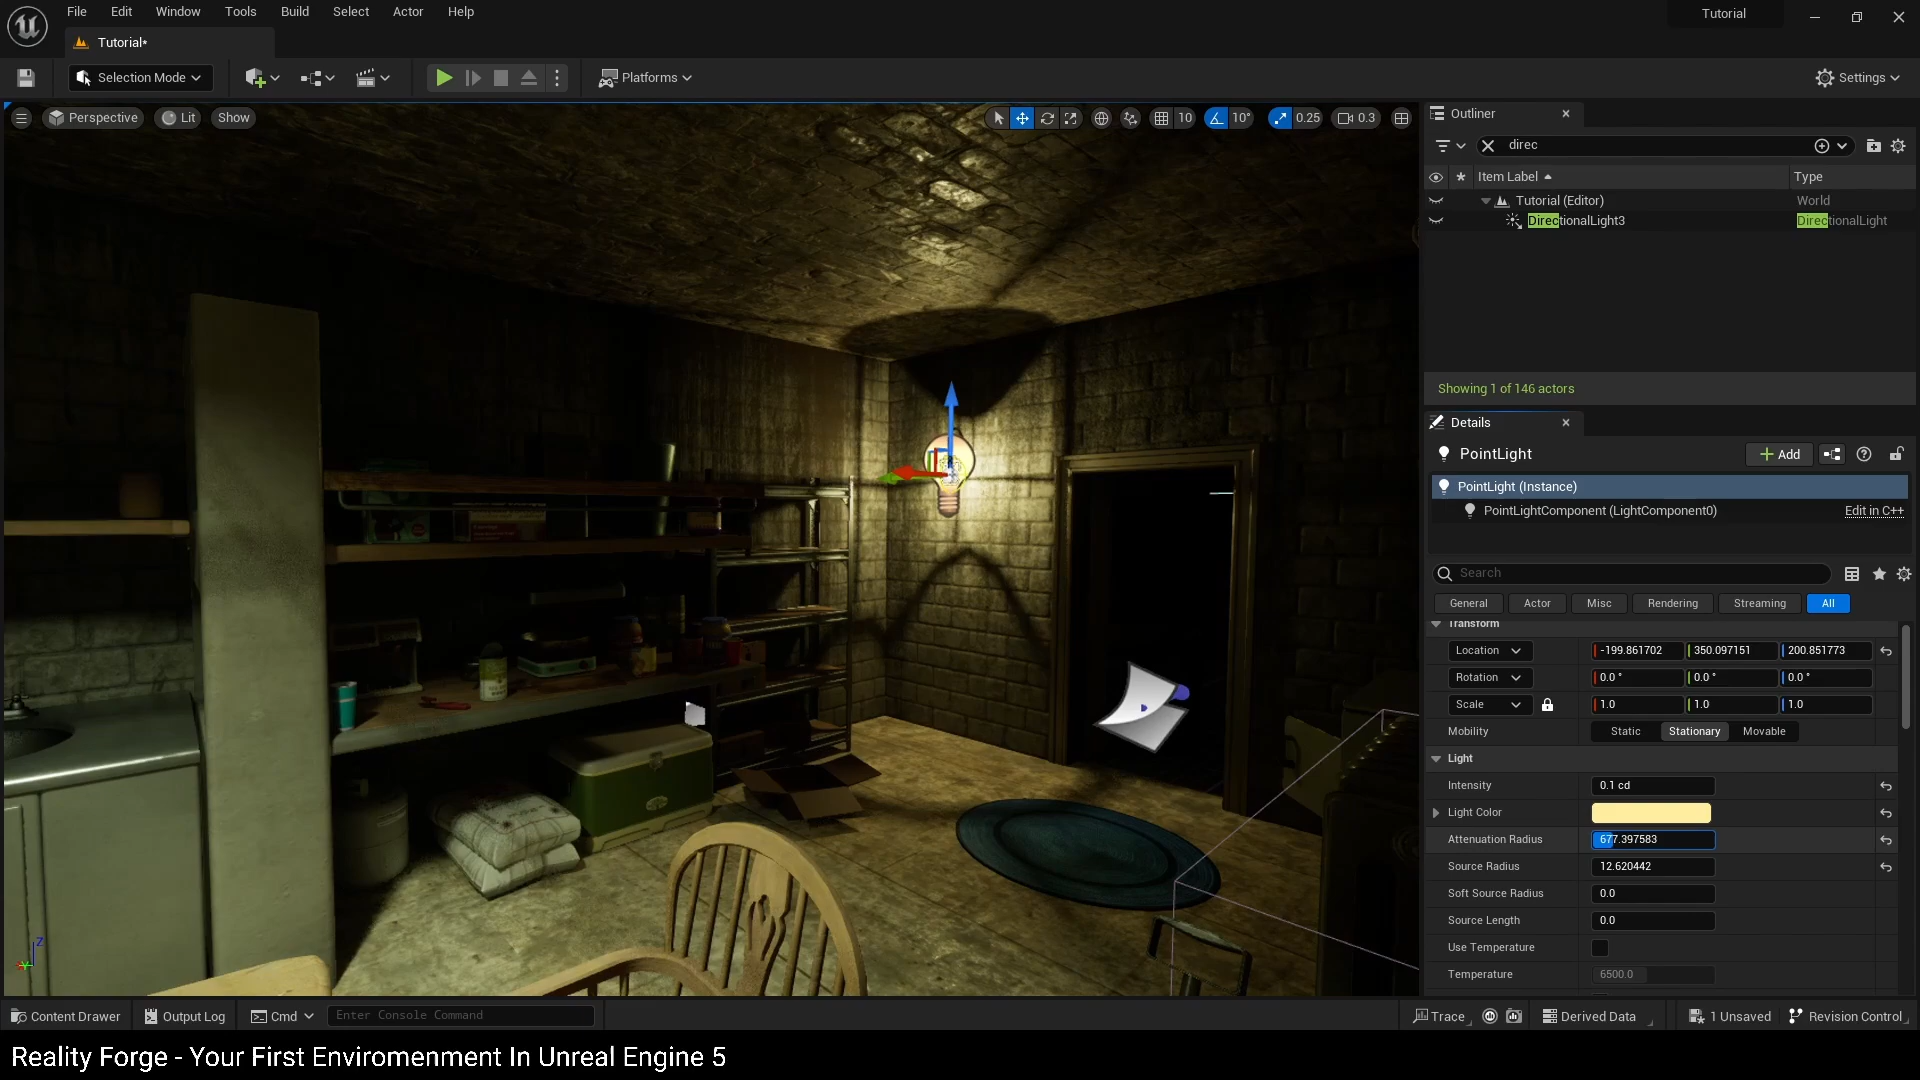 File Edit Window Tools Build Select Actor Help
Tutorial
Tutorial*
Selection Mode
Platforms
Settings
Perspective Lit Show
10 10° 0.25 0.3
Outliner
direc
Item Label Type
Tutorial (Editor) World
DirectionalLight3 DirectionalLight
Showing 1 of 146 actors
Details
PointLight
Add
PointLight (Instance)
PointLightComponent (LightComponent0) Edit in C++
Search
General Actor Misc Rendering Streaming All
Transform
Location -199.861702 350.097151 200.851773
Rotation 0.0 ° 0.0 ° 0.0 °
Scale 1.0 1.0 1.0
Mobility Static Stationary Movable
Light
Intensity 0.1 cd
Light Color
Attenuation Radius 677.397583
Source Radius 12.620442
Soft Source Radius 0.0
Source Length 0.0
Use Temperature
Temperature 6500.0
Z
Content Drawer Output Log Cmd Enter Console Command Trace Derived Data 1 Unsaved Revision Control
Reality Forge - Your First Enviromenment In Unreal Engine 5